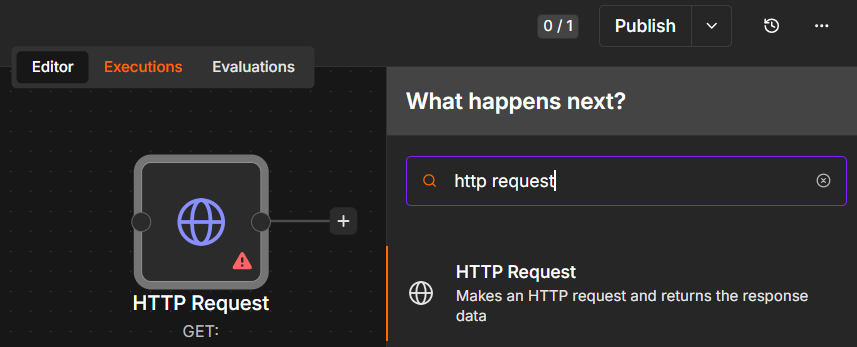 0 / 1
Publish
Editor
Executions
Evaluations
What happens next?
http request
HTTP Request
Makes an HTTP request and returns the response
data
HTTP Request
GET: